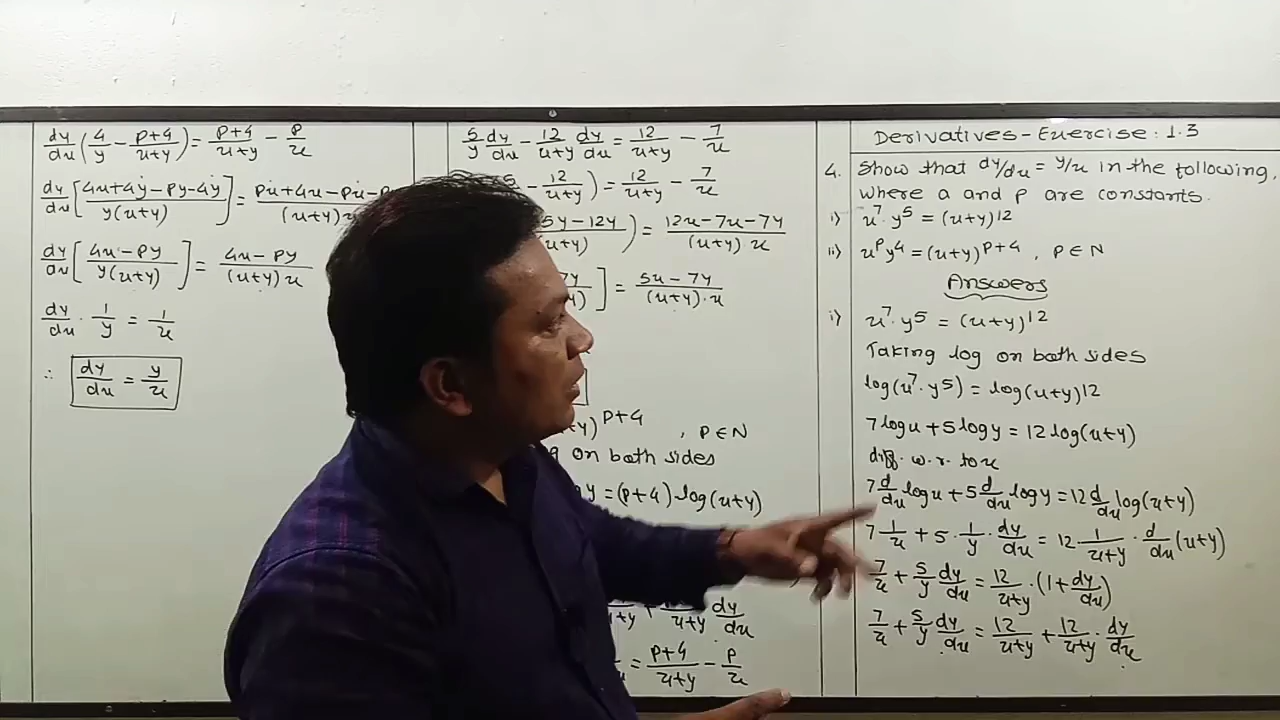 Derivatives - Exercise : 1.3
4. Show that dy/dx = y/x in the following,
where a and p are constants.
i) x⁷. y⁵ = (x+y)12
ii) xᴾ y⁴ = (x+y)ᴾ⁺⁴ , P ∈ N
Answers
i) x⁷. y⁵ = (x+y)12
Taking log on both sides
log(x⁷. y⁵) = log(x+y)12
7 log x + 5 log y = 12 log(x+y)
diff. w. r. to x
7 d/dx log x + 5 d/dx log y = 12 d/dx log(x+y)
7 1/x + 5 · 1/y · dy/dx = 12 · 1/x+y · d/dx (x+y)
7/x + 5/y dy/dx = 12/x+y · (1 + dy/dx)
7/x + 5/y dy/dx = 12/x+y + 12/x+y · dy/dx
5/y dy/dx - 12/x+y dy/dx = 12/x+y - 7/x
- 12/(x+y) ) = 12/x+y - 7/x
5y - 12y ) = 12x - 7x - 7y / (x+y) x
] = 5x - 7y / (x+y) · x
P+4 , P ∈ N
on both sides
y = (P+4) log(x+y)
dy/dx
= P+4/x+y - P/x
dy/dx ( 4/y - P+4/x+y ) = P+4/x+y - P/x
dy/dx [ 4x+4y-Py-4y / y(x+y) ] = Px+4x-Px-
dy/dx [ 4x - Py / y(x+y) ] = 4x - Py / (x+y) x
dy/dx · 1/y = 1/x
∴ dy/dx = y/x